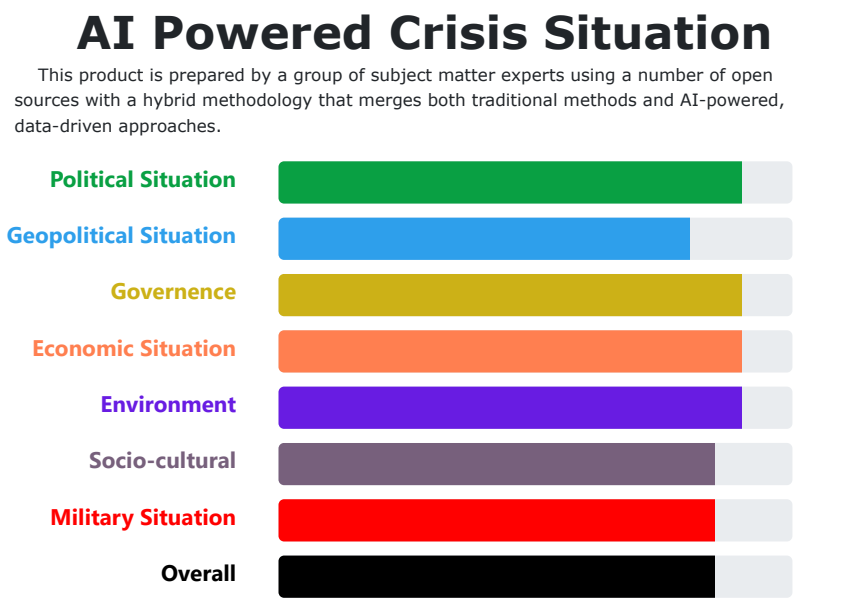 AI Powered Crisis Situation
This product is prepared by a group of subject matter experts using a number of open
sources with a hybrid methodology that merges both traditional methods and AI-powered,
data-driven approaches.
Political Situation
Geopolitical Situation
Governence
Economic Situation
Environment
Socio-cultural
Military Situation
Overall